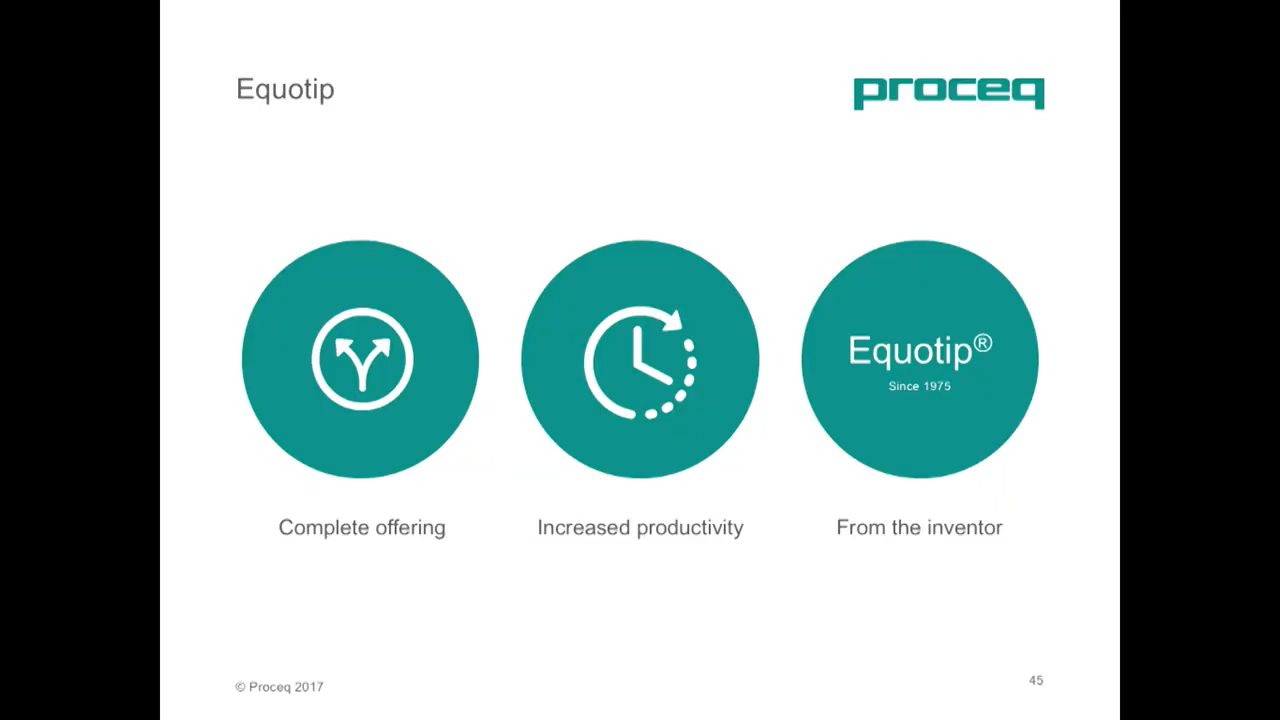 Equotip
proceq
Equotip®
Since 1975
Complete offering
Increased productivity
From the inventor
© Proceq 2017
45